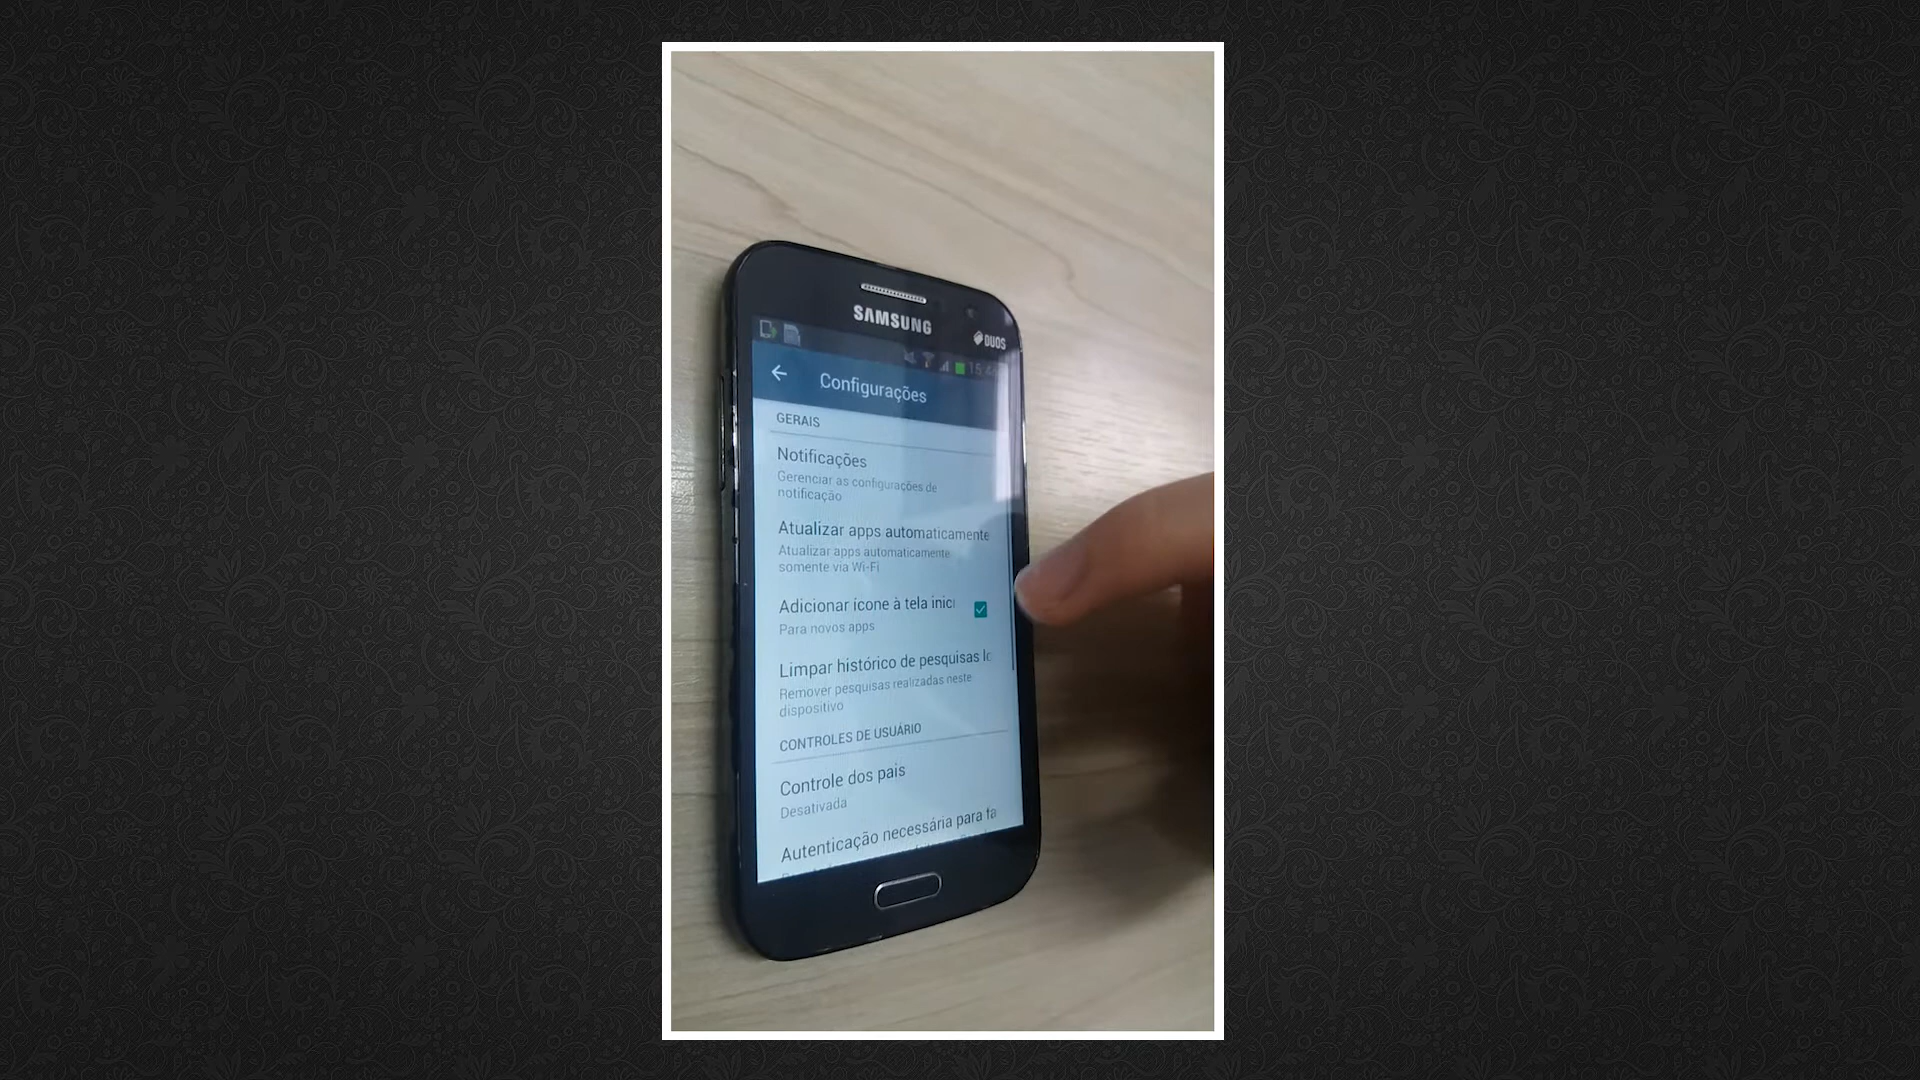 SAMSUNG
DUOS
Configurações
GERAIS
Notificações
Gerenciar as configurações de
notificação
Atualizar apps automaticamente
Atualizar apps automaticamente
somente via Wi-Fi
Adicionar ícone à tela inici
Para novos apps
Limpar histórico de pesquisas lo
Remover pesquisas realizadas neste
dispositivo
CONTROLES DE USUÁRIO
Controle dos pais
Desativada
Autenticação necessária para fa